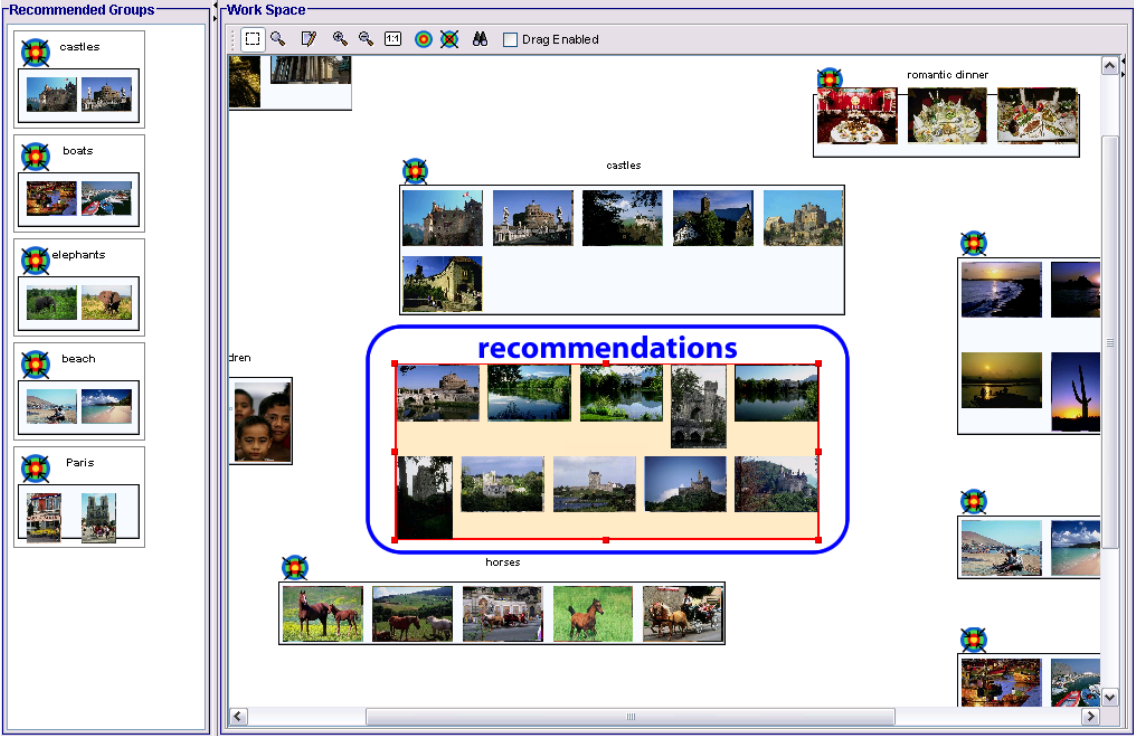 Recommended Groups
castles
boats
elephants
beach
Paris
Work Space
1:1
Drag Enabled
romantic dinner
castles
recommendations
dren
horses